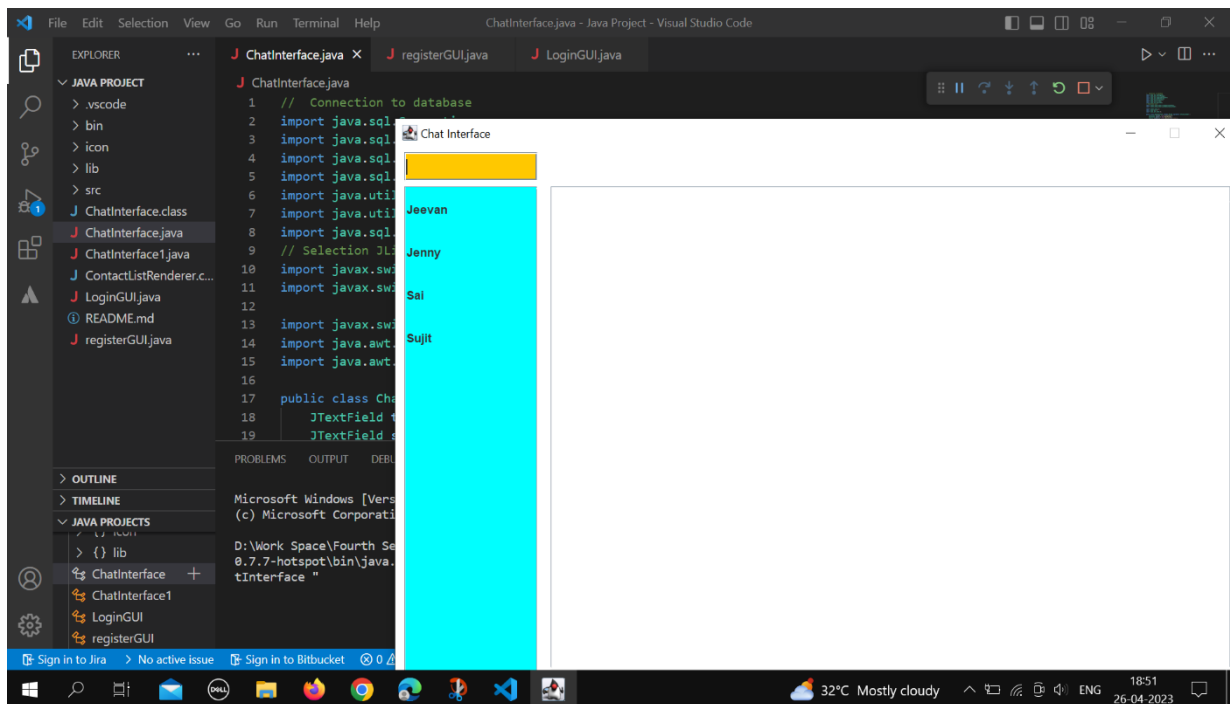 File Edit Selection View Go Run Terminal Help ChatInterface.java - Java Project - Visual Studio Code
EXPLORER
JAVA PROJECT
> .vscode
> bin
> icon
> lib
> src
J ChatInterface.class
J ChatInterface.java
J ChatInterface1.java
J ContactListRenderer.c...
J LoginGUI.java
README.md
J registerGUI.java
> OUTLINE
> TIMELINE
JAVA PROJECTS
> {} lib
ChatInterface
ChatInterface1
LoginGUI
registerGUI
J ChatInterface.java J registerGUI.java J LoginGUI.java
J ChatInterface.java
1 // Connection to database
2 import java.sql.
3 import java.sql.
4 import java.sql.
5 import java.sql.
6 import java.uti
7 import java.uti
8 import java.sql.
9 // Selection JL
10 import javax.swi
11 import javax.swi
12
13 import javax.swi
14 import java.awt.
15 import java.awt.
16
17 public class Cha
18 JTextField
19 JTextField
PROBLEMS OUTPUT DEBU
Microsoft Windows [Vers
(c) Microsoft Corporati
D:\Work Space\Fourth Se
0.7.7-hotspot\bin\java.
tInterface "
Chat Interface
Jeevan
Jenny
Sai
Sujit
1
Sign in to Jira > No active issue Sign in to Bitbucket 0
DELL
32°C Mostly cloudy ENG 18:51
26-04-2023